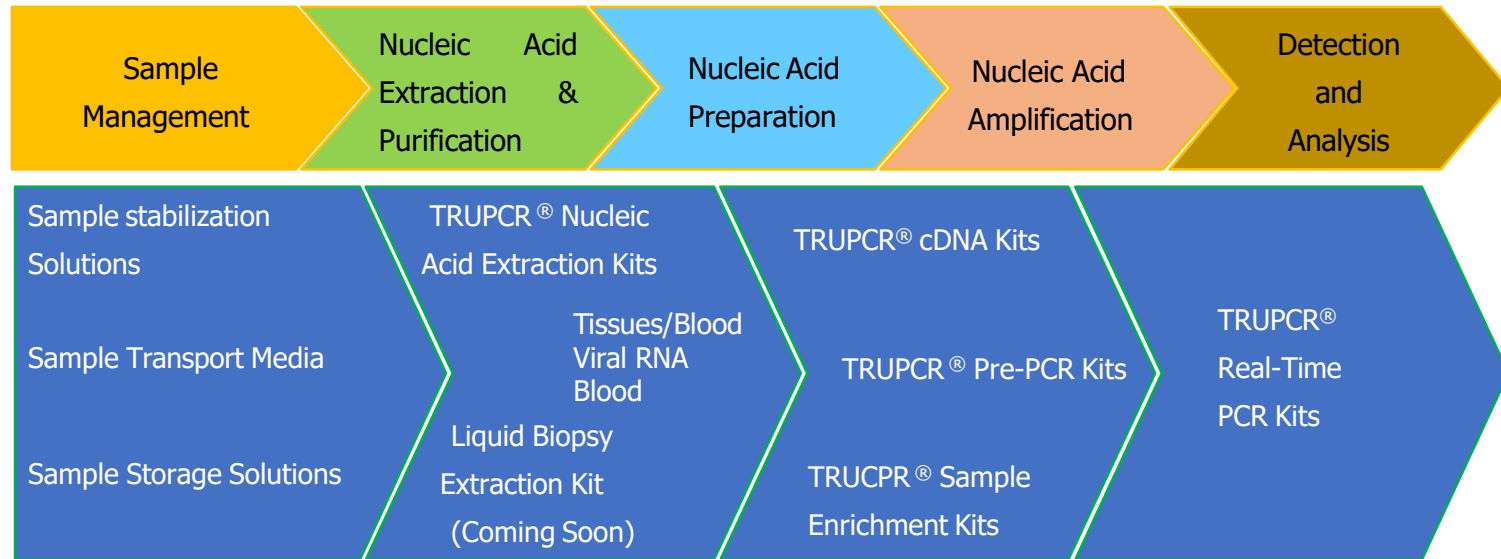 Sample
Management
Nucleic Acid
Extraction &
Purification
Nucleic Acid
Preparation
Nucleic Acid
Amplification
Detection
and
Analysis
Sample stabilization
Solutions
Sample Transport Media
Sample Storage Solutions
TRUPCR ® Nucleic
Acid Extraction Kits
Tissues/Blood
Viral RNA
Blood
Liquid Biopsy
Extraction Kit
(Coming Soon)
TRUPCR® cDNA Kits
TRUPCR ® Pre-PCR Kits
TRUCPR ® Sample
Enrichment Kits
TRUPCR®
Real-Time
PCR Kits